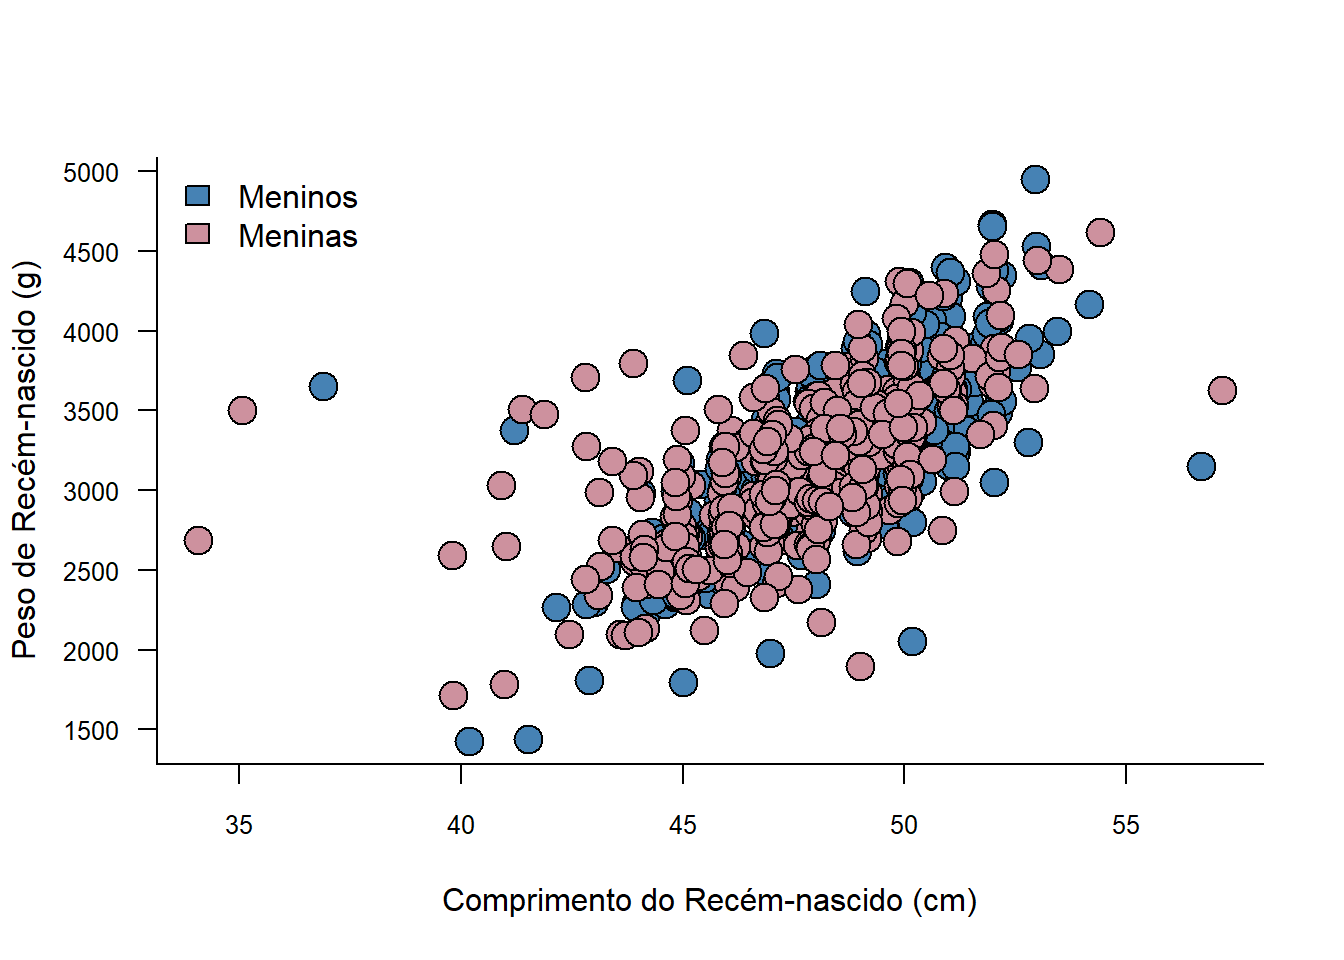 Meninos
Meninas
Peso de Recém-nascido (g)
5000
4500
4000
3500
3000
2500
2000
1500
35 40 45 50 55
Comprimento do Recém-nascido (cm)